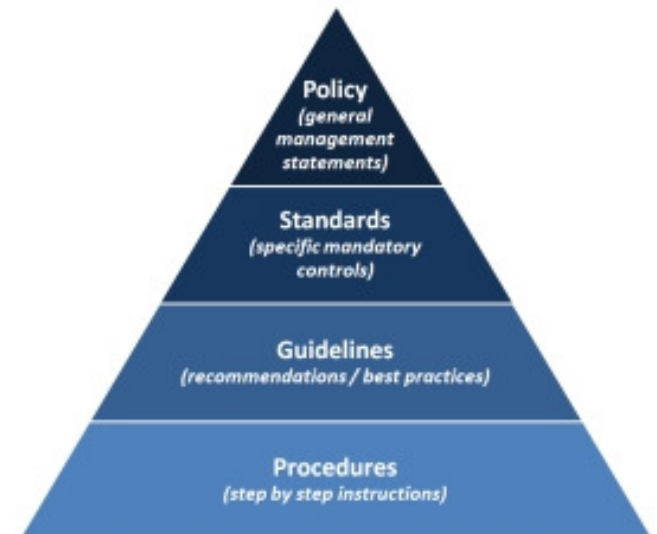 Policy
(general
management
statements)
Standards
(specific mandatory
controls)
Guidelines
(recommendations / best practices)
Procedures
(step by step instructions)